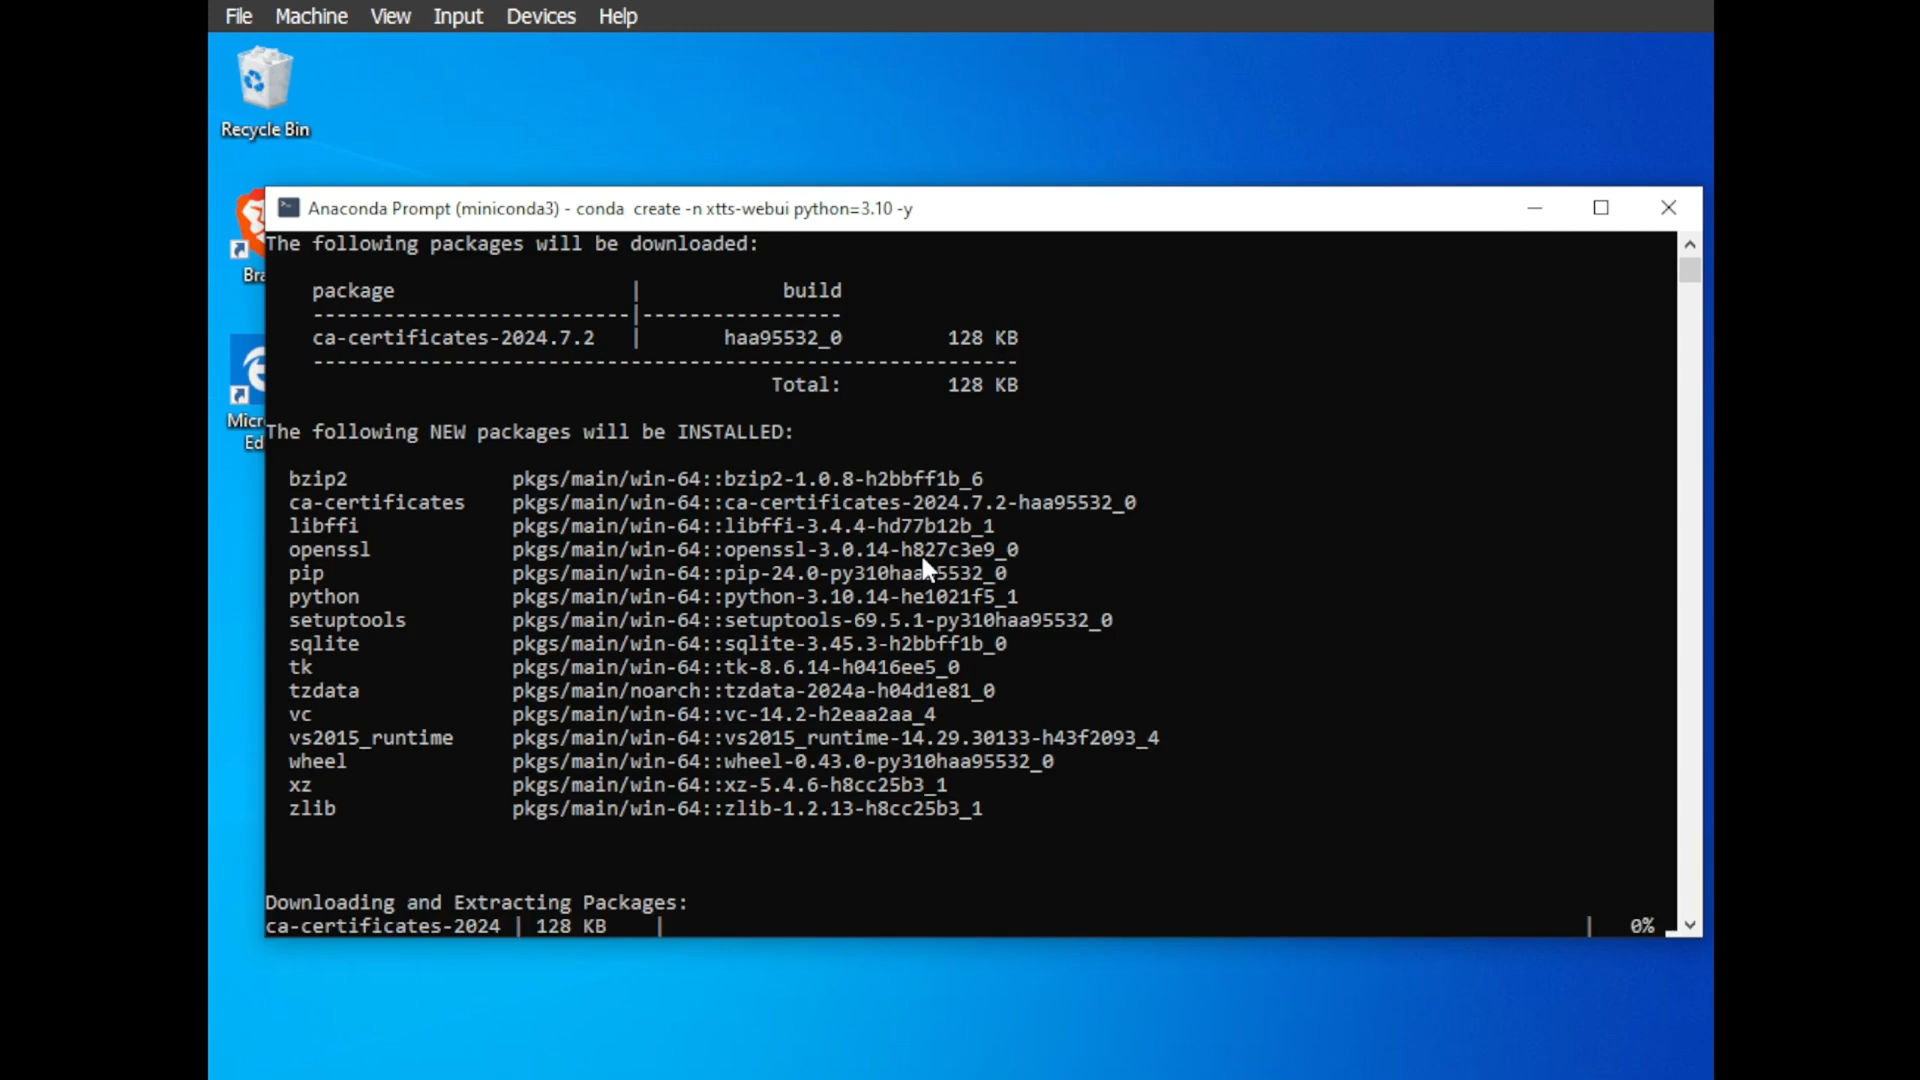 File Machine View Input Devices Help
Recycle Bin
Bra
Micr
Ed
Anaconda Prompt (miniconda3) - conda  create -n xtts-webui python=3.10 -y
The following packages will be downloaded:
package | build
---------------------------|-----------------
ca-certificates-2024.7.2 | haa95532_0 128 KB
------------------------------------------------------------
Total: 128 KB
The following NEW packages will be INSTALLED:
bzip2 pkgs/main/win-64::bzip2-1.0.8-h2bbff1b_6
ca-certificates pkgs/main/win-64::ca-certificates-2024.7.2-haa95532_0
libffi pkgs/main/win-64::libffi-3.4.4-hd77b12b_1
openssl pkgs/main/win-64::openssl-3.0.14-h827c3e9_0
pip pkgs/main/win-64::pip-24.0-py310haa95532_0
python pkgs/main/win-64::python-3.10.14-he1021f5_1
setuptools pkgs/main/win-64::setuptools-69.5.1-py310haa95532_0
sqlite pkgs/main/win-64::sqlite-3.45.3-h2bbff1b_0
tk pkgs/main/win-64::tk-8.6.14-h0416ee5_0
tzdata pkgs/main/noarch::tzdata-2024a-h04d1e81_0
vc pkgs/main/win-64::vc-14.2-h2eaa2aa_4
vs2015_runtime pkgs/main/win-64::vs2015_runtime-14.29.30133-h43f2093_4
wheel pkgs/main/win-64::wheel-0.43.0-py310haa95532_0
xz pkgs/main/win-64::xz-5.4.6-h8cc25b3_1
zlib pkgs/main/win-64::zlib-1.2.13-h8cc25b3_1
Downloading and Extracting Packages:
ca-certificates-2024 | 128 KB | | 0%